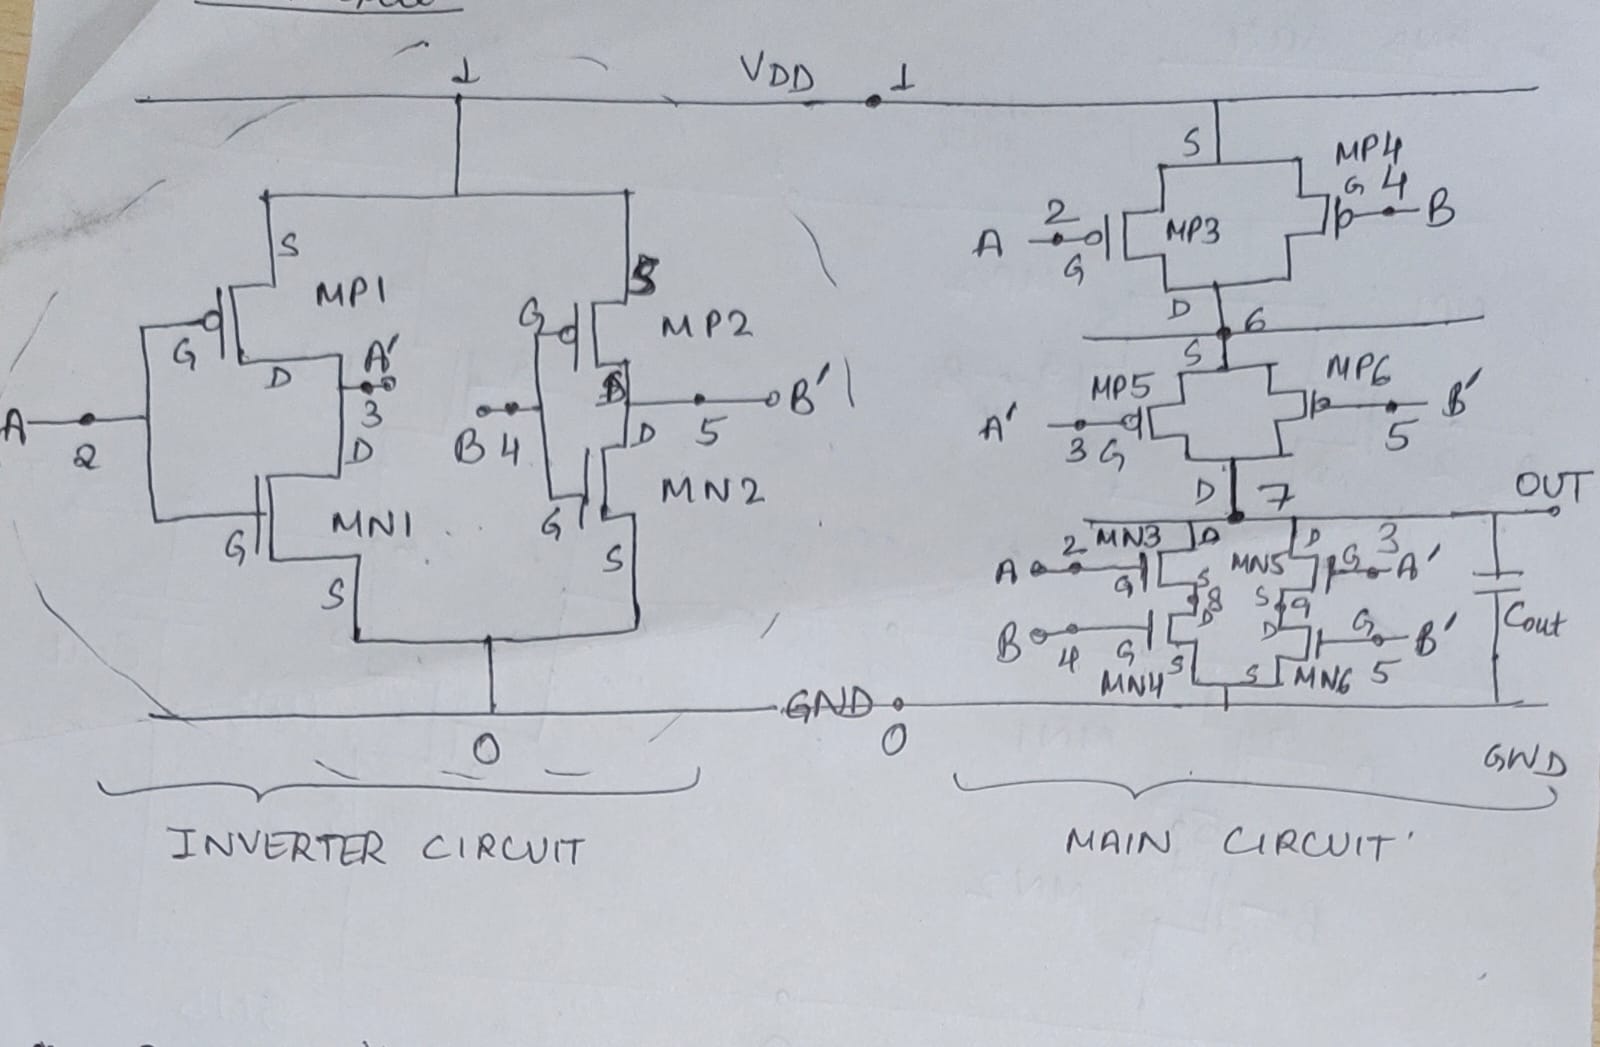 1 VDD 1
S MP4
G 4
A 2 G MP3 B
S MP1 S D 6
G D A' G MP2 S MP6
MP5
A 2 3 B 4 5 B' A' 3 G 5 B'
D D D 7 OUT
G MN1 G MN2 A 2 G MN3 D D MN5 G 3 A'
S S S 8 S 9
B 4 G D D G B' Cout
MN4 S S MN6 5
GND
0 0 GND
INVERTER CIRCUIT MAIN CIRCUIT